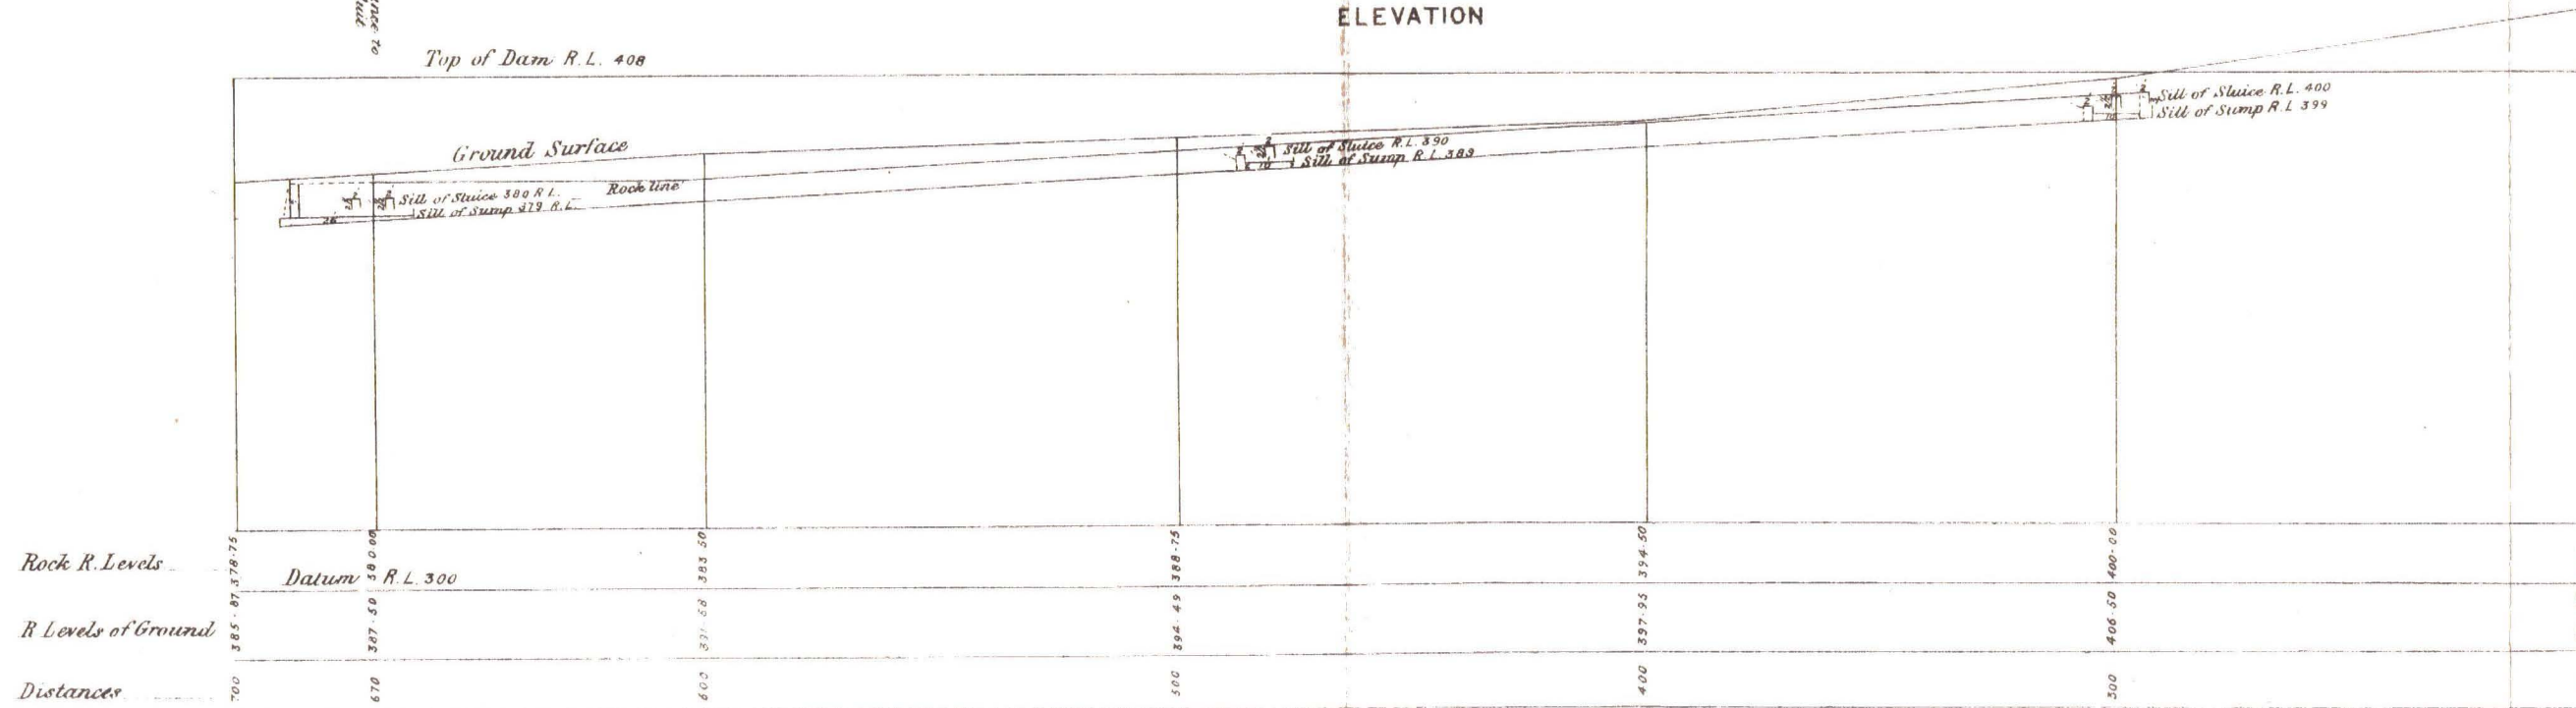 ELEVATION
Top of Dam R.L. 408
Ground Surface
Rock line
Sill of Sluice 380 R.L.
Sill of Sump 379 R.L.
Sill of Sluice R.L. 390
Sill of Sump R.L. 389
Sill of Sluice R.L. 400
Sill of Sump R.L 399
Rock R. Levels 378·75 380·00 383 50 388·75 394·50 400·00
Datum R.L. 300
R Levels of Ground 385·87 387·50 394·49 397·95 406·50
Distances 700 670 600 500 400 300